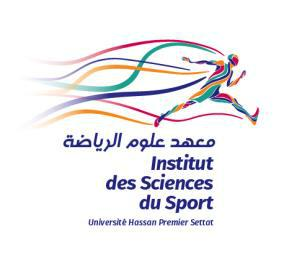 معهد علوم الرياضة
Institut
des Sciences
du Sport
Université Hassan Premier Settat